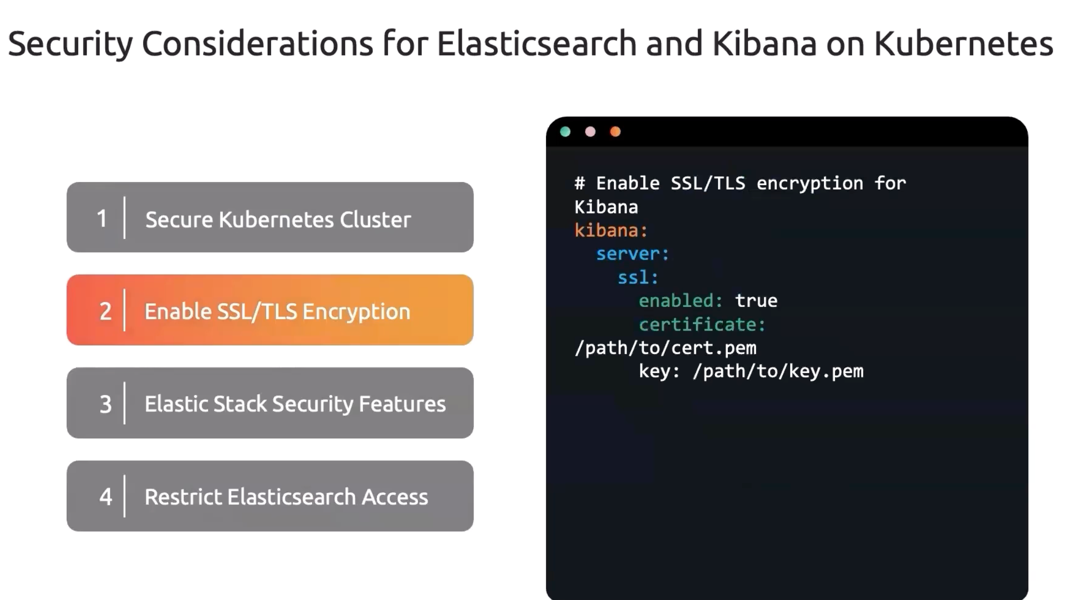 Security Considerations for Elasticsearch and Kibana on Kubernetes
1 Secure Kubernetes Cluster
2 Enable SSL/TLS Encryption
3 Elastic Stack Security Features
4 Restrict Elasticsearch Access
# Enable SSL/TLS encryption for
Kibana
kibana:
  server:
    ssl:
      enabled: true
      certificate:
/path/to/cert.pem
      key: /path/to/key.pem